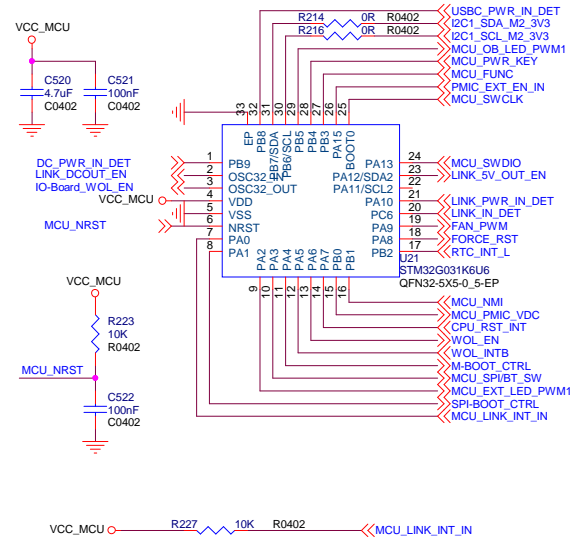 USBC_PWR_IN_DET
R214 0R R0402 I2C1_SDA_M2_3V3
R216 0R R0402 I2C1_SCL_M2_3V3
MCU_OB_LED_PWM1
MCU_PWR_KEY
MCU_FUNC
PMIC_EXT_EN_IN
MCU_SWCLK
VCC_MCU
C520
4.7uF
C0402
C521
100nF
C0402
33 32 31 30 29 28 27 26 25
EP PB8 PB7/SDA PB6/SCL PB5 PB4 PB3 PA15 BOOT0
DC_PWR_IN_DET 1 PB9
LINK_DCOUT_EN 2 OSC32_IN
IO-Board_WOL_EN 3 OSC32_OUT
VCC_MCU 4 VDD
5 VSS
MCU_NRST 6 NRST
7 PA0
8 PA1
PA13 24 MCU_SWDIO
PA12/SDA2 23 LINK_5V_OUT_EN
PA11/SCL2 22
PA10 21 LINK_PWR_IN_DET
PC6 20 LINK_IN_DET
PA9 19 FAN_PWM
PA8 18 FORCE_RST
PB2 17 RTC_INT_L
U21
STM32G031K6U6
QFN32-5X5-0_5-EP
PA2 PA3 PA4 PA5 PA6 PA7 PB0 PB1
9 10 11 12 13 14 15 16
MCU_NMI
MCU_PMIC_VDC
CPU_RST_INT
WOL_EN
WOL_INTB
M-BOOT_CTRL
MCU_SPI/BT_SW
MCU_EXT_LED_PWM1
SPI-BOOT_CTRL
MCU_LINK_INT_IN
VCC_MCU
R223
10K
R0402
MCU_NRST
C522
100nF
C0402
VCC_MCU R227 10K R0402 MCU_LINK_INT_IN